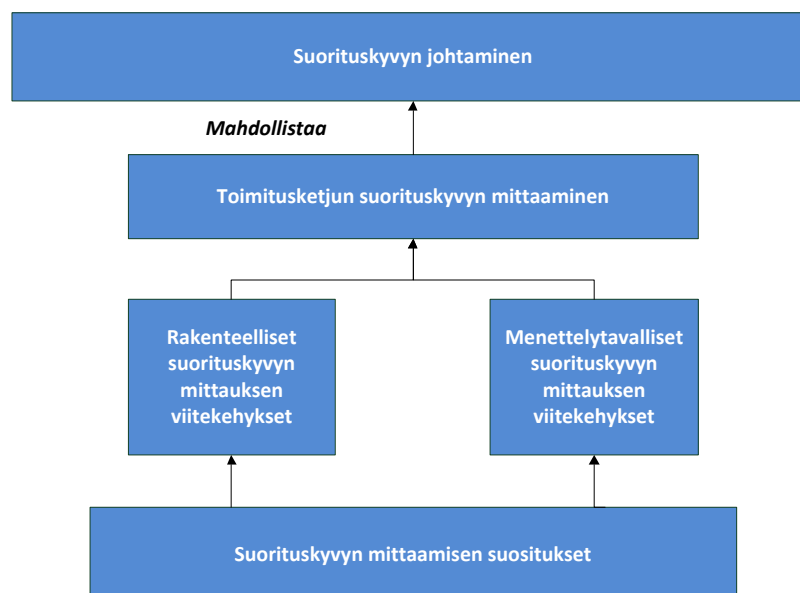 Suorituskyvyn johtaminen
Mahdollistaa
Toimitusketjun suorituskyvyn mittaaminen
Rakenteelliset
suorituskyvyn
mittauksen
viitekehykset
Menettelytavalliset
suorituskyvyn
mittauksen
viitekehykset
Suorituskyvyn mittaamisen suositukset